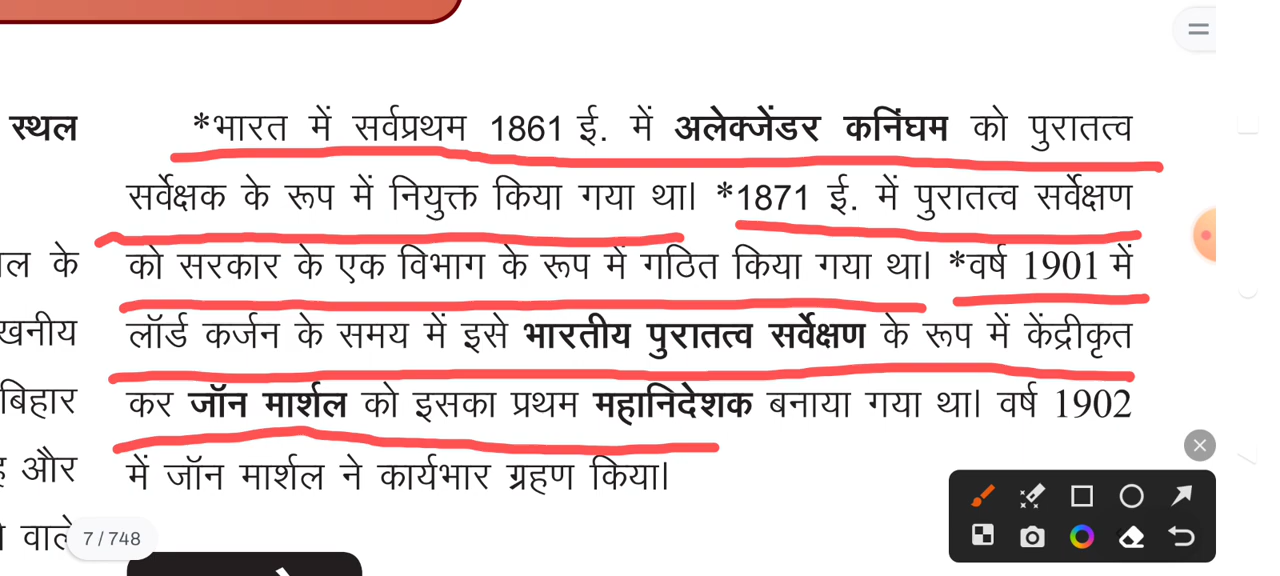 स्थल
*भारत में सर्वप्रथम 1861 ई. में अलेक्जेंडर कनिंघम को पुरातत्व
सर्वेक्षक के रूप में नियुक्त किया गया था। *1871 ई. में पुरातत्व सर्वेक्षण
ल के
को सरकार के एक विभाग के रूप में गठित किया गया था। *वर्ष 1901 में
खनीय
लॉर्ड कर्जन के समय में इसे भारतीय पुरातत्व सर्वेक्षण के रूप में केंद्रीकृत
बिहार
कर जॉन मार्शल को इसका प्रथम महानिदेशक बनाया गया था। वर्ष 1902
और
में जॉन मार्शल ने कार्यभार ग्रहण किया।
वाले
7 / 748